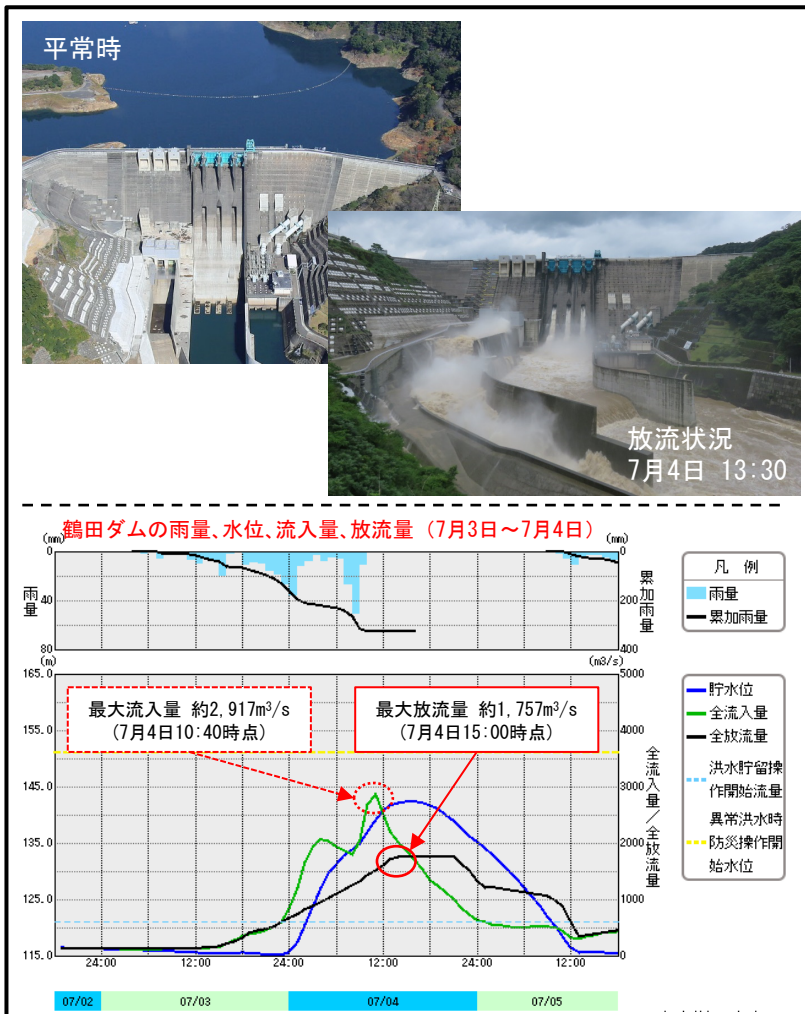 平常時
放流状況
7月4日 13:30
鶴田ダムの雨量、水位、流入量、放流量（7月3日～7月4日）
(mm)
(mm)
0
40
80
雨量
0
200
400
累加雨量
凡 例
雨量
累加雨量
(m)
(m3/s)
165.0
155.0
145.0
135.0
125.0
115.0
5000
4000
3000
2000
1000
0
全流入量／全放流量
最大流入量 約2,917m³/s
(7月4日10:40時点)
最大放流量 約1,757m³/s
(7月4日15:00時点)
貯水位
全流入量
全放流量
洪水貯留操
作開始流量
異常洪水時
防災操作開
始水位
24:00
12:00
24:00
12:00
24:00
12:00
07/02
07/03
07/04
07/05